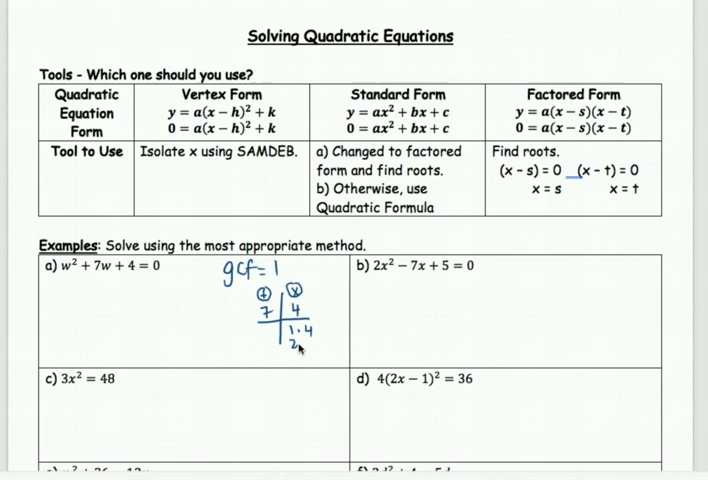 Solving Quadratic Equations
Tools - Which one should you use?
Quadratic Equation Form
Vertex Form
y = a(x − h)² + k
0 = a(x − h)² + k
Standard Form
y = ax² + bx + c
0 = ax² + bx + c
Factored Form
y = a(x − s)(x − t)
0 = a(x − s)(x − t)
Tool to Use
Isolate x using SAMDEB.
a) Changed to factored
form and find roots.
b) Otherwise, use
Quadratic Formula
Find roots.
(x - s) = 0 (x - t) = 0
x = s x = t
Examples: Solve using the most appropriate method.
a) w² + 7w + 4 = 0
gcf = 1
+ x
7 4
1·4
2
b) 2x² − 7x + 5 = 0
c) 3x² = 48
d) 4(2x − 1)² = 36